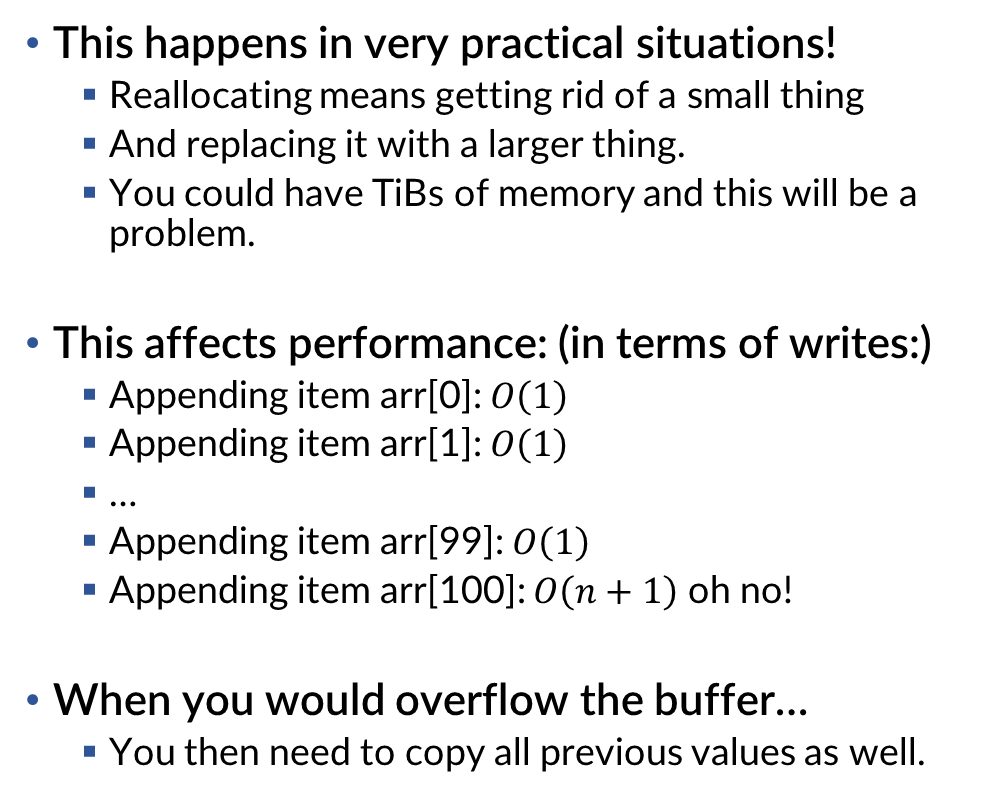 • This happens in very practical situations!
▪ Reallocating means getting rid of a small thing
▪ And replacing it with a larger thing.
▪ You could have TiBs of memory and this will be a
problem.
• This affects performance: (in terms of writes:)
▪ Appending item arr[0]: O(1)
▪ Appending item arr[1]: O(1)
▪ …
▪ Appending item arr[99]: O(1)
▪ Appending item arr[100]: O(n + 1) oh no!
• When you would overflow the buffer…
▪ You then need to copy all previous values as well.